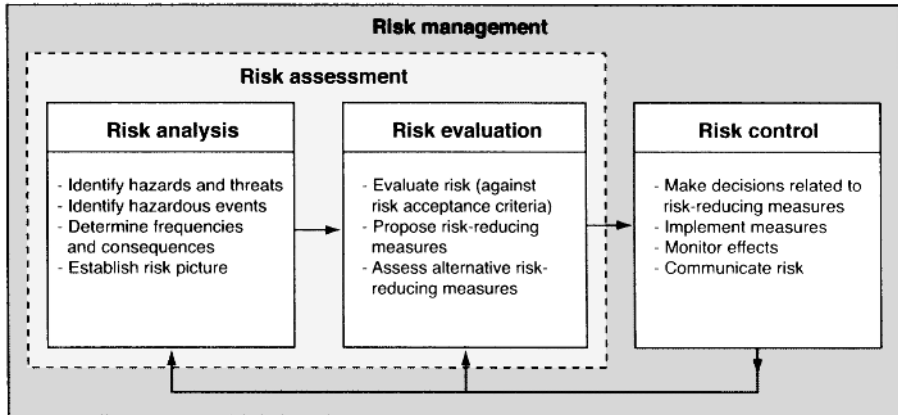 Risk management
Risk assessment
Risk analysis
- Identify hazards and threats
- Identify hazardous events
- Determine frequencies
and consequences
- Establish risk picture
Risk evaluation
- Evaluate risk (against
risk acceptance criteria)
- Propose risk-reducing
measures
- Assess alternative risk-
reducing measures
Risk control
- Make decisions related to
risk-reducing measures
- Implement measures
- Monitor effects
- Communicate risk